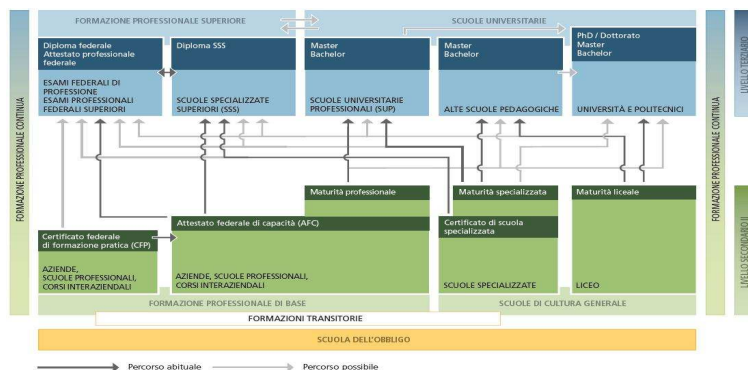 FORMAZIONE PROFESSIONALE SUPERIORE
SCUOLE UNIVERSITARIE
Diploma federale
Attestato professionale
federale
ESAMI FEDERALI DI
PROFESSIONE
ESAMI PROFESSIONALI
FEDERALI SUPERIORI
Diploma SSS
SCUOLE SPECIALIZZATE
SUPERIORI (SSS)
Master
Bachelor
SCUOLE UNIVERSITARIE
PROFESSIONALI (SUP)
Master
Bachelor
ALTE SCUOLE PEDAGOGICHE
PhD / Dottorato
Master
Bachelor
UNIVERSITÀ E POLITECNICI
FORMAZIONE PROFESSIONALE CONTINUA
FORMAZIONE PROFESSIONALE CONTINUA
LIVELLO TERZIARIO
LIVELLO SECONDARIO II
Maturità professionale
Maturità specializzata
Maturità liceale
Attestato federale di capacità (AFC)
Certificato di scuola
specializzata
Certificato federale
di formazione pratica (CFP)
AZIENDE,
SCUOLE PROFESSIONALI,
CORSI INTERAZIENDALI
AZIENDE, SCUOLE PROFESSIONALI,
CORSI INTERAZIENDALI
SCUOLE SPECIALIZZATE
LICEO
FORMAZIONE PROFESSIONALE DI BASE
SCUOLE DI CULTURA GENERALE
FORMAZIONI TRANSITORIE
SCUOLA DELL'OBBLIGO
Percorso abituale
Percorso possibile